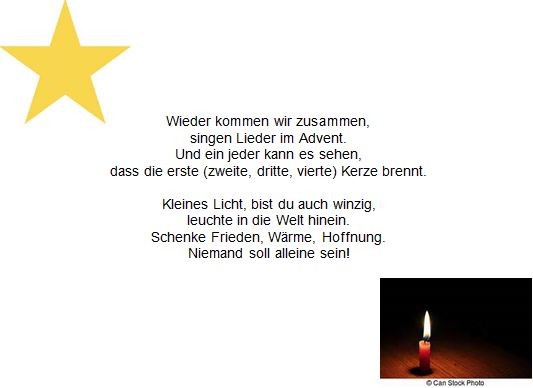 Wieder kommen wir zusammen,
singen Lieder im Advent.
Und ein jeder kann es sehen,
dass die erste (zweite, dritte, vierte) Kerze brennt.
Kleines Licht, bist du auch winzig,
leuchte in die Welt hinein.
Schenke Frieden, Wärme, Hoffnung.
Niemand soll alleine sein!
© Can Stock Photo